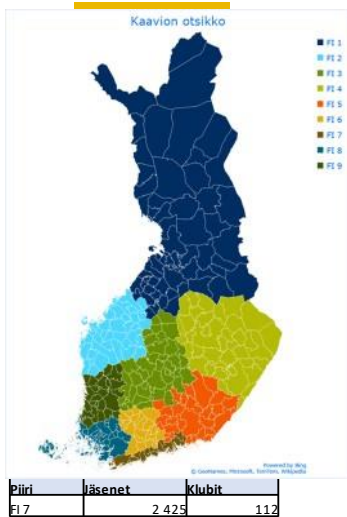 Kaavion otsikko
FI 1
FI 2
FI 3
FI 4
FI 5
FI 6
FI 7
FI 8
FI 9
Powered by Bing
© GeoNames, Microsoft, TomTom, Wikipedia
Piiri Jäsenet Klubit
FI 7 2 425 112